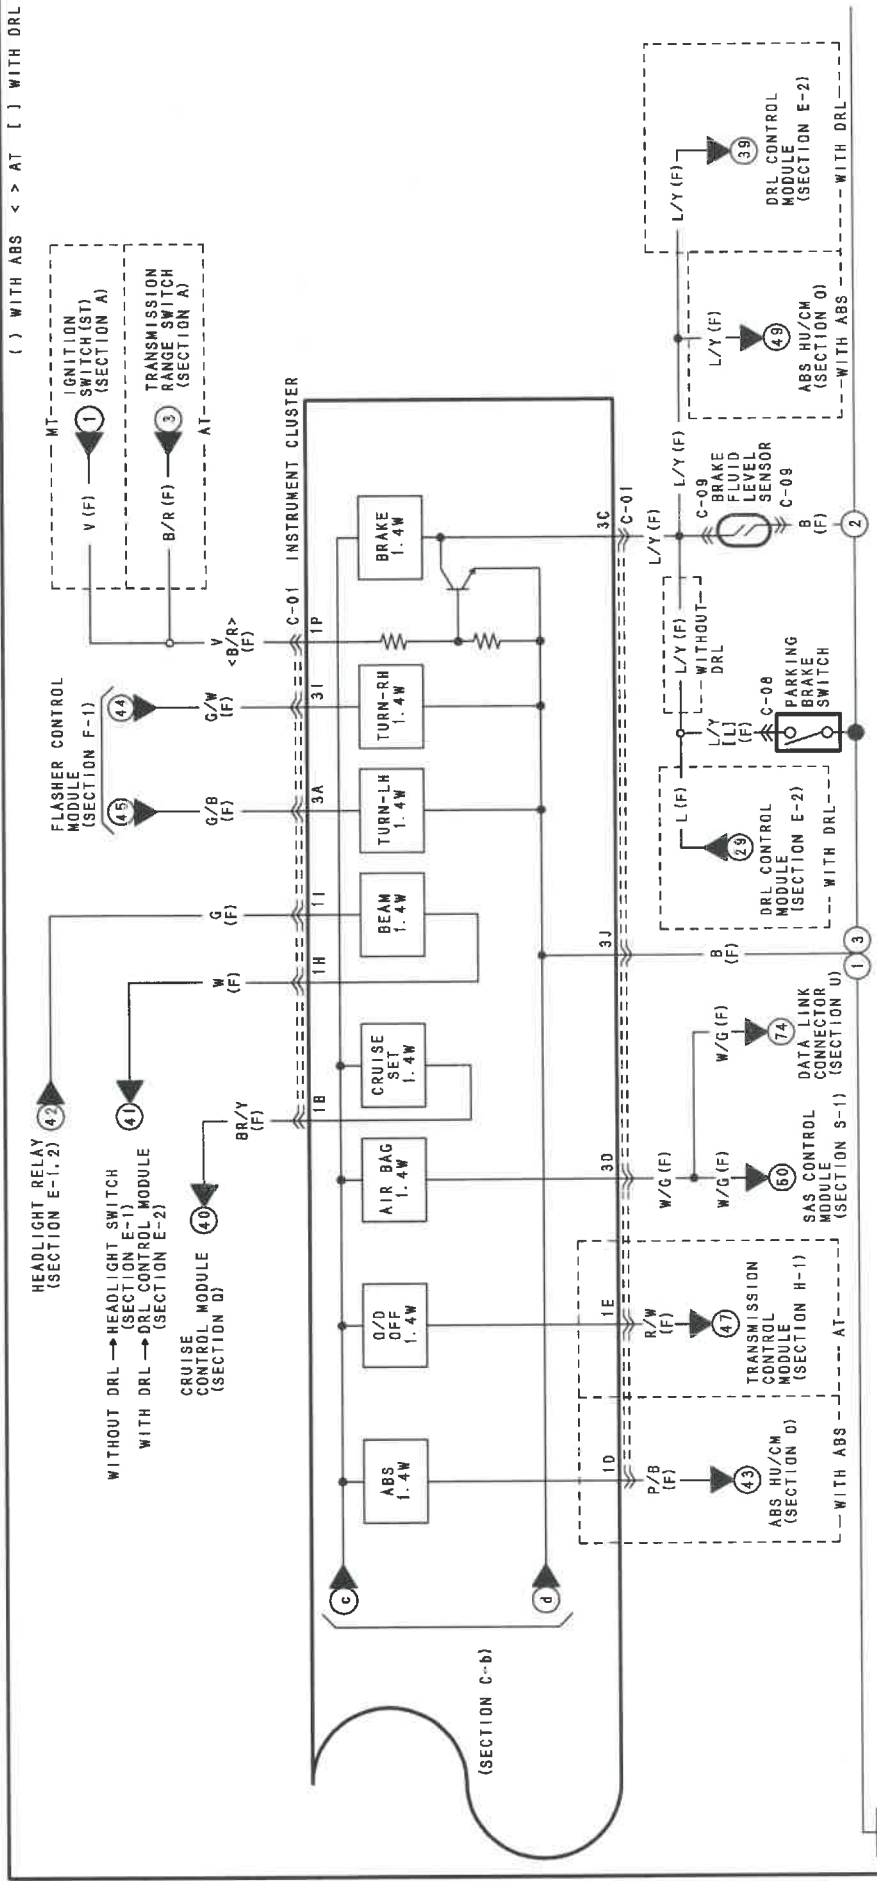 ( ) WITH ABS < > AT [ ] WITH DRL
HEADLIGHT RELAY
(SECTION E-1,2)
42
WITHOUT DRL → HEADLIGHT SWITCH
(SECTION E-1)
WITH DRL → DRL CONTROL MODULE
(SECTION E-2)
41
CRUISE
CONTROL MODULE
(SECTION D)
40
FLASHER CONTROL
MODULE
(SECTION F-1)
45
44
MT
IGNITION
SWITCH(ST)
(SECTION A)
1
V(F)
TRANSMISSION
RANGE SWITCH
(SECTION A)
3
B/R(F)
AT
BR/Y
(F)
W
(F)
G
(F)
G/B
(F)
G/W
(F)
V
<B/R>
(F)
1B
1H
1I
3A
3I
1P
C-01
INSTRUMENT CLUSTER
(SECTION C-b)
c
d
ABS
1.4W
O/D
OFF
1.4W
AIR BAG
1.4W
CRUISE
SET
1.4W
BEAM
1.4W
TURN-LH
1.4W
TURN-RH
1.4W
BRAKE
1.4W
1D
1E
3D
3J
3C
C-01
P/B
(F)
43
ABS HU/CM
(SECTION O)
WITH ABS
R/W
(F)
47
TRANSMISSION
CONTROL
MODULE
(SECTION H-1)
AT
W/G(F)
W/G(F)
50
SAS CONTROL
MODULE
(SECTION S-1)
W/G(F)
74
DATA LINK
CONNECTOR
(SECTION U)
B
(F)
1
3
L(F)
29
DRL CONTROL
MODULE
(SECTION E-2)
WITH DRL
L/Y
[L]
(F)
C-08
PARKING
BRAKE
SWITCH
L/Y(F)
WITHOUT
DRL
L/Y(F)
C-09
BRAKE
FLUID
LEVEL
SENSOR
C-09
B
(F)
2
L/Y(F)
L/Y(F)
49
ABS HU/CM
(SECTION O)
WITH ABS
L/Y(F)
39
DRL CONTROL
MODULE
(SECTION E-2)
WITH DRL